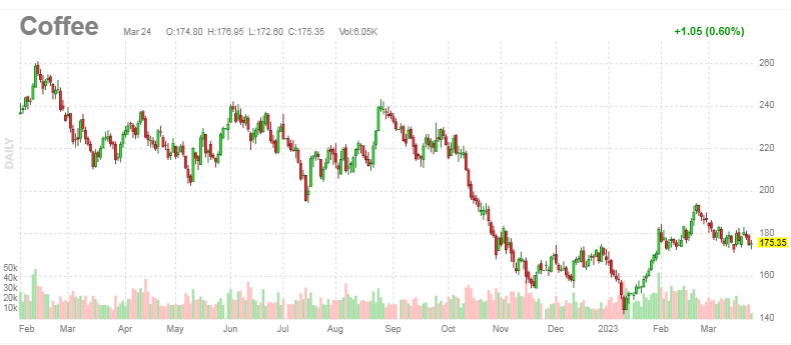 Coffee Mar 24 O:174.80 H:176.95 L:172.60 C:175.35 Vol:6.05K +1.05 (0.60%)
DAILY
260
240
220
200
180
175.35
160
140
50k
40k
30k
20k
10k
Feb Mar Apr May Jun Jul Aug Sep Oct Nov Dec 2023 Feb Mar